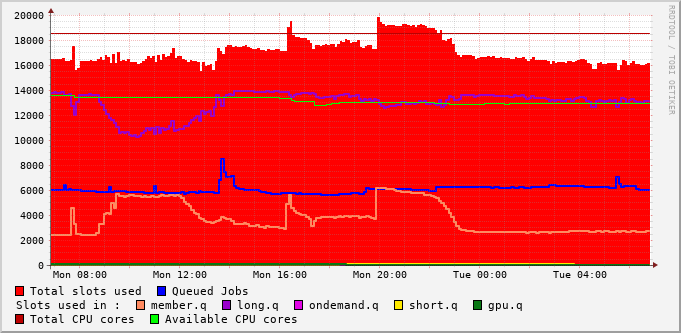 20000
18000
16000
14000
12000
10000
8000
6000
4000
2000
0
Mon 08:00 Mon 12:00 Mon 16:00 Mon 20:00 Tue 00:00 Tue 04:00
RRDTOOL / TOBI OETIKER
Total slots used Queued Jobs
Slots used in : member.q long.q ondemand.q short.q gpu.q
Total CPU cores Available CPU cores